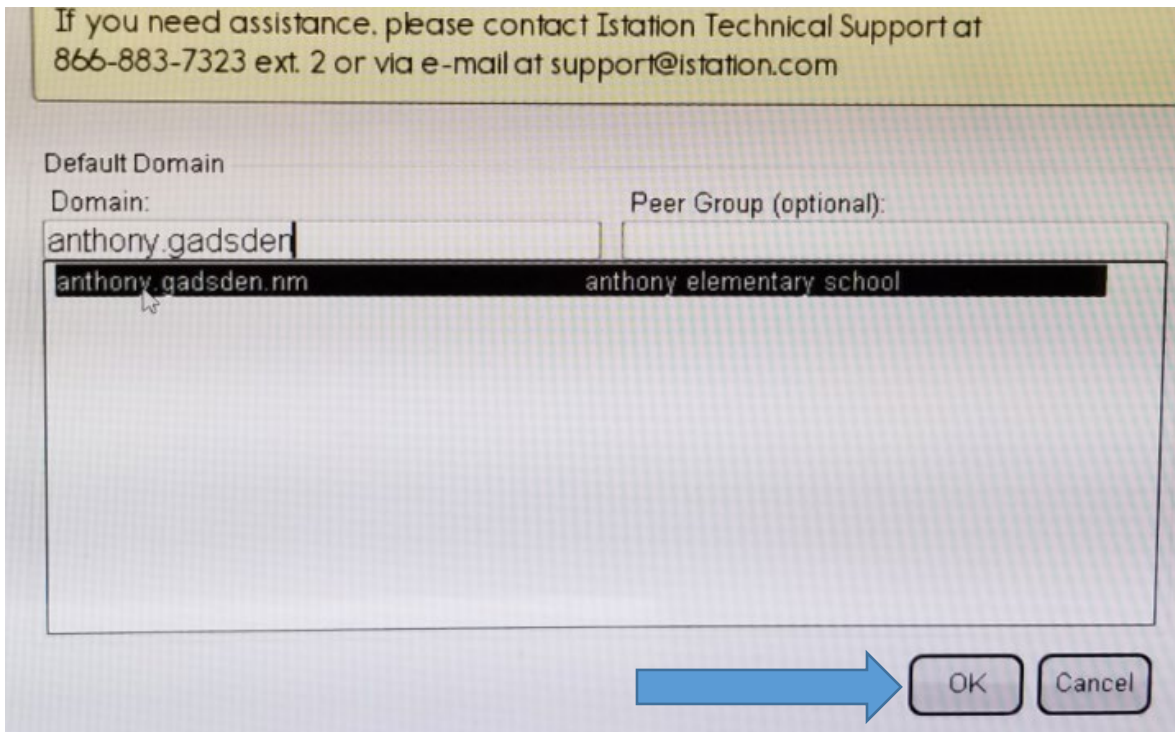 If you need assistance, please contact Istation Technical Support at
866-883-7323 ext. 2 or via e-mail at support@istation.com
Default Domain
Domain:
Peer Group (optional):
anthony.gadsden
anthony.gadsden.nm anthony elementary school
OK
Cancel